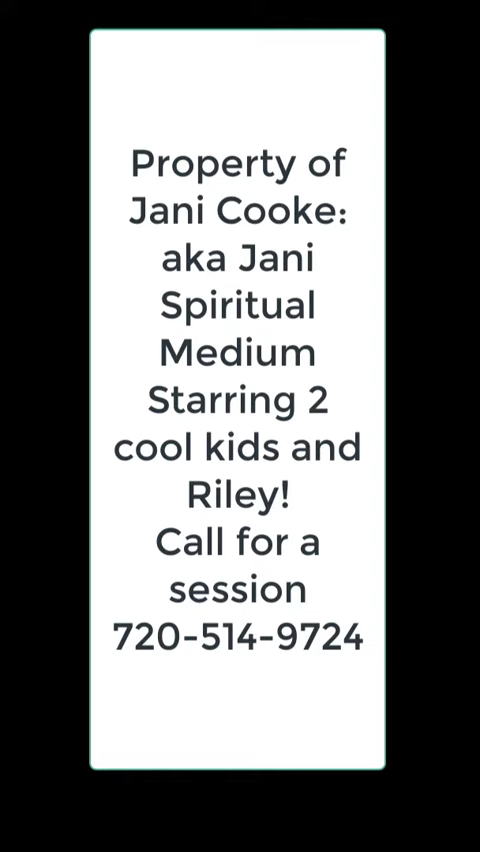 Property of
Jani Cooke:
aka Jani
Spiritual
Medium
Starring 2
cool kids and
Riley!
Call for a
session
720-514-9724